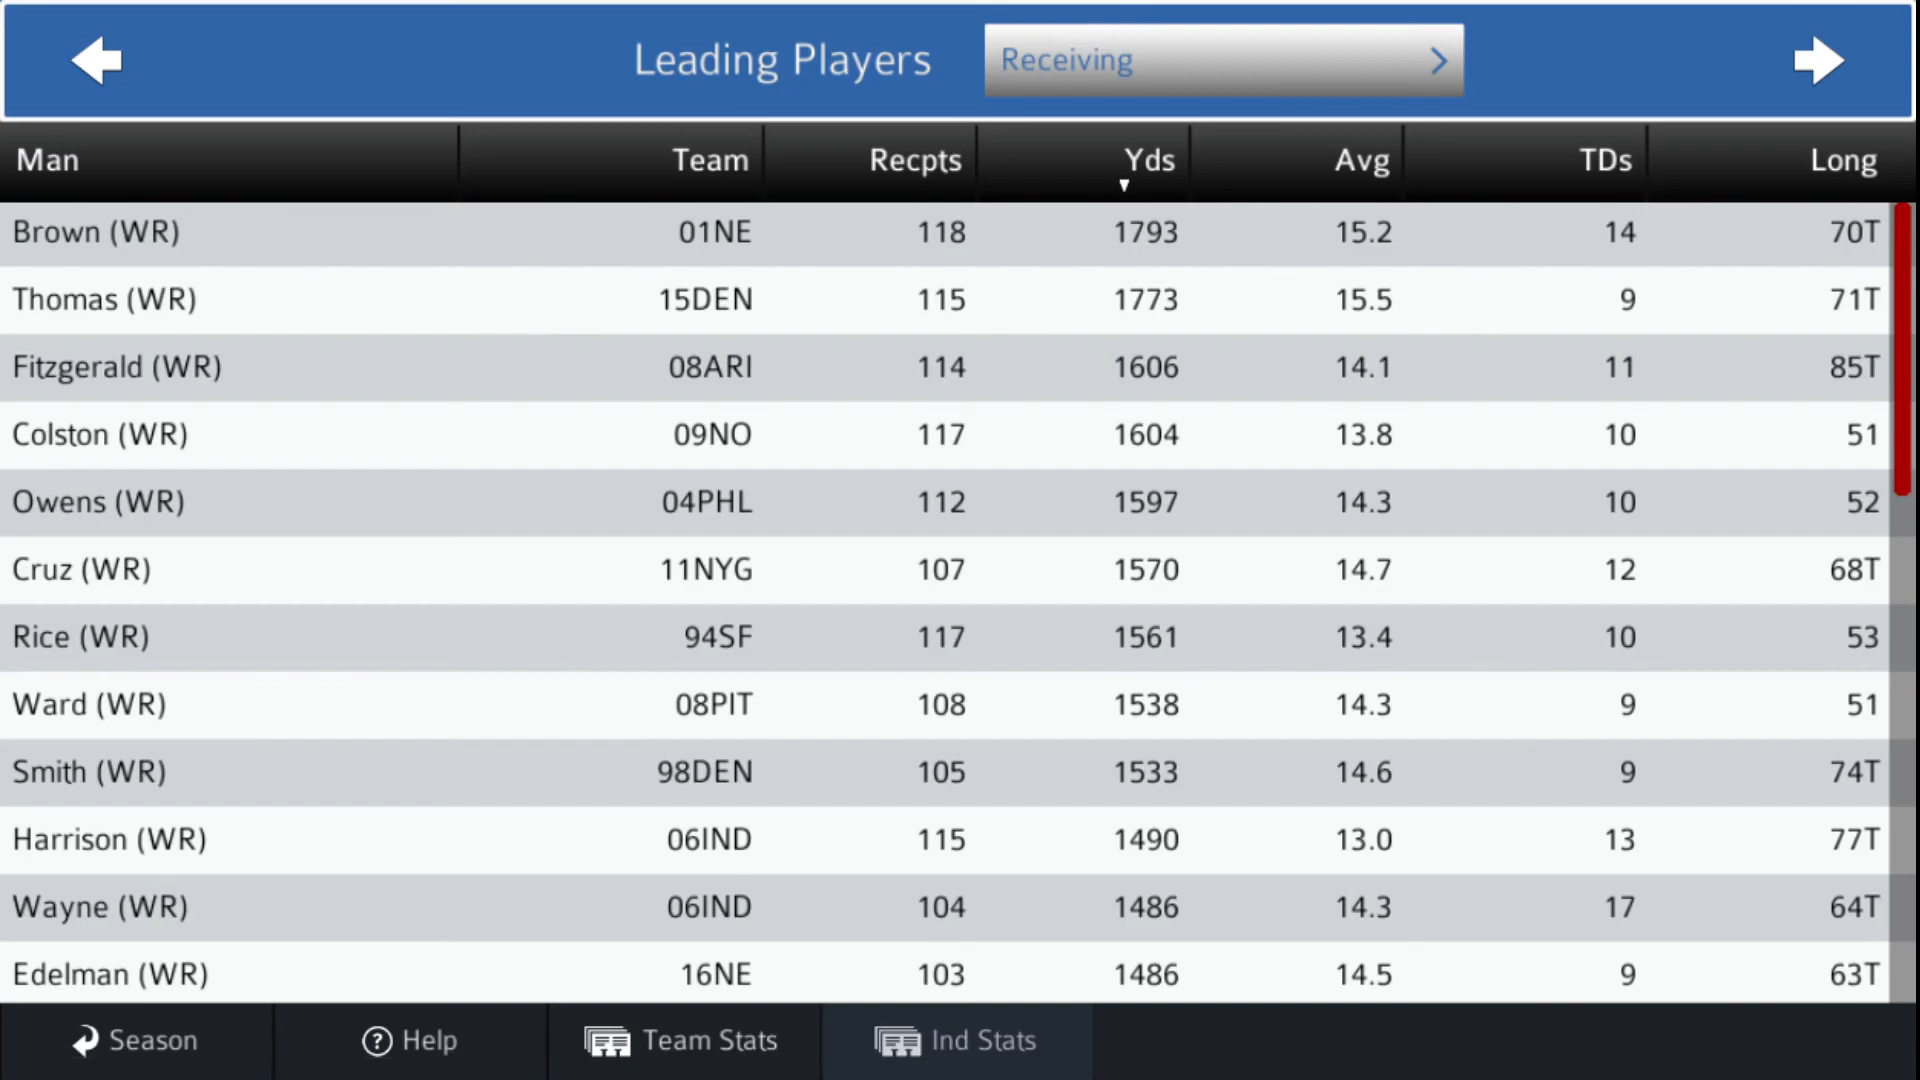 Leading Players Receiving
Man Team Recpts Yds Avg TDs Long
Brown (WR) 01NE 118 1793 15.2 14 70T
Thomas (WR) 15DEN 115 1773 15.5 9 71T
Fitzgerald (WR) 08ARI 114 1606 14.1 11 85T
Colston (WR) 09NO 117 1604 13.8 10 51
Owens (WR) 04PHL 112 1597 14.3 10 52
Cruz (WR) 11NYG 107 1570 14.7 12 68T
Rice (WR) 94SF 117 1561 13.4 10 53
Ward (WR) 08PIT 108 1538 14.3 9 51
Smith (WR) 98DEN 105 1533 14.6 9 74T
Harrison (WR) 06IND 115 1490 13.0 13 77T
Wayne (WR) 06IND 104 1486 14.3 17 64T
Edelman (WR) 16NE 103 1486 14.5 9 63T
Season Help Team Stats Ind Stats